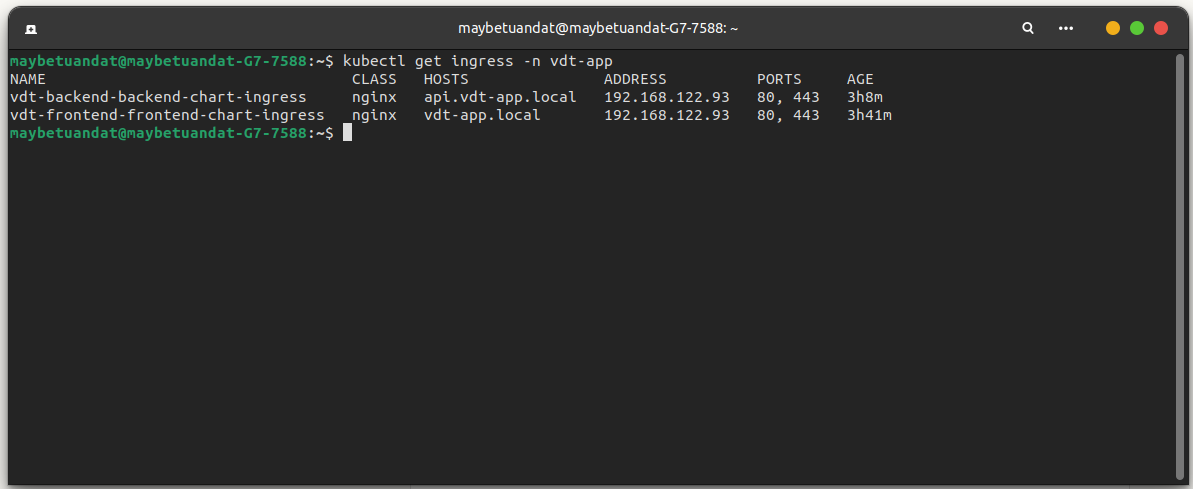 maybetuandat@maybetuandat-G7-7588: ~
maybetuandat@maybetuandat-G7-7588:~$ kubectl get ingress -n vdt-app
NAME CLASS HOSTS ADDRESS PORTS AGE
vdt-backend-backend-chart-ingress nginx api.vdt-app.local 192.168.122.93 80, 443 3h8m
vdt-frontend-frontend-chart-ingress nginx vdt-app.local 192.168.122.93 80, 443 3h41m
maybetuandat@maybetuandat-G7-7588:~$